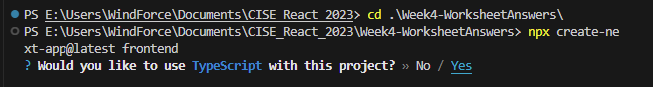 PS E:\Users\WindForce\Documents\CISE_React_2023> cd .\Week4-WorksheetAnswers\
PS E:\Users\WindForce\Documents\CISE_React_2023\Week4-WorksheetAnswers> npx create-ne
xt-app@latest frontend
? Would you like to use TypeScript with this project? » No / Yes